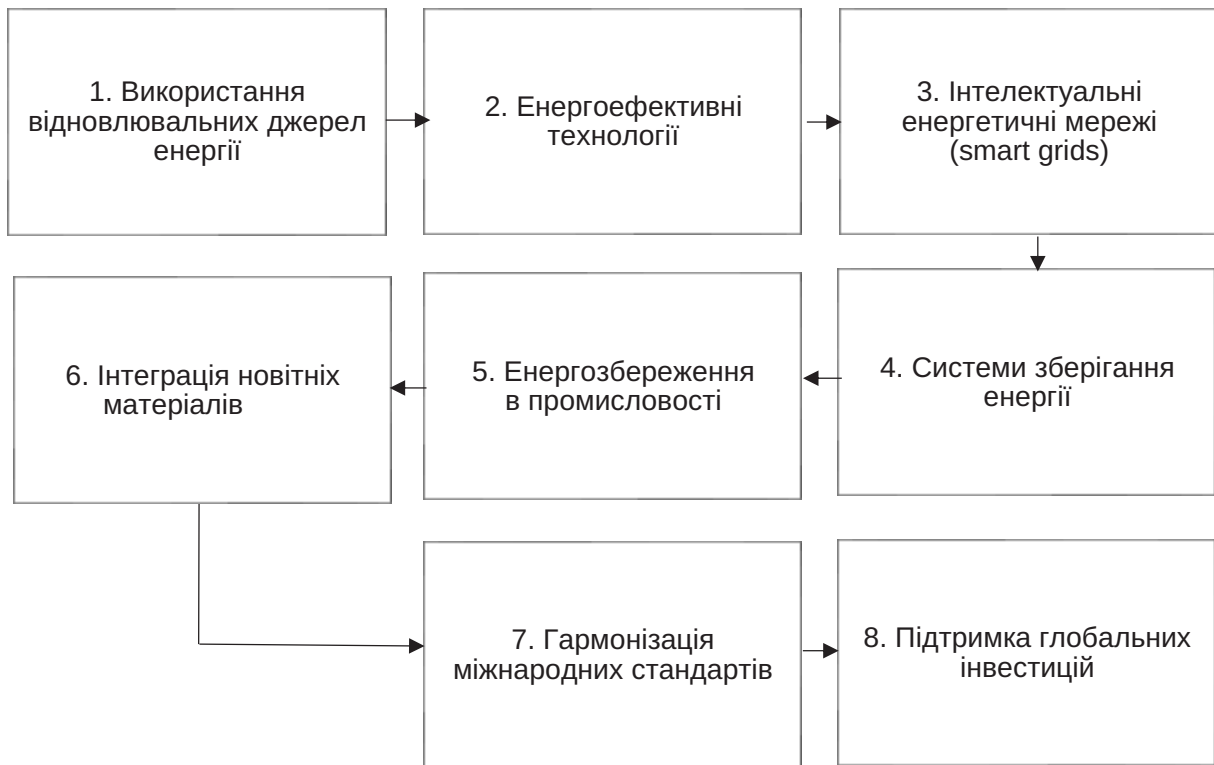 1. Використання
відновлювальних джерел
енергії
2. Енергоефективні
технології
3. Інтелектуальні
енергетичні мережі
(smart grids)
4. Системи зберігання
енергії
5. Енергозбереження
в промисловості
6. Інтеграція новітніх
матеріалів
7. Гармонізація
міжнародних стандартів
8. Підтримка глобальних
інвестицій